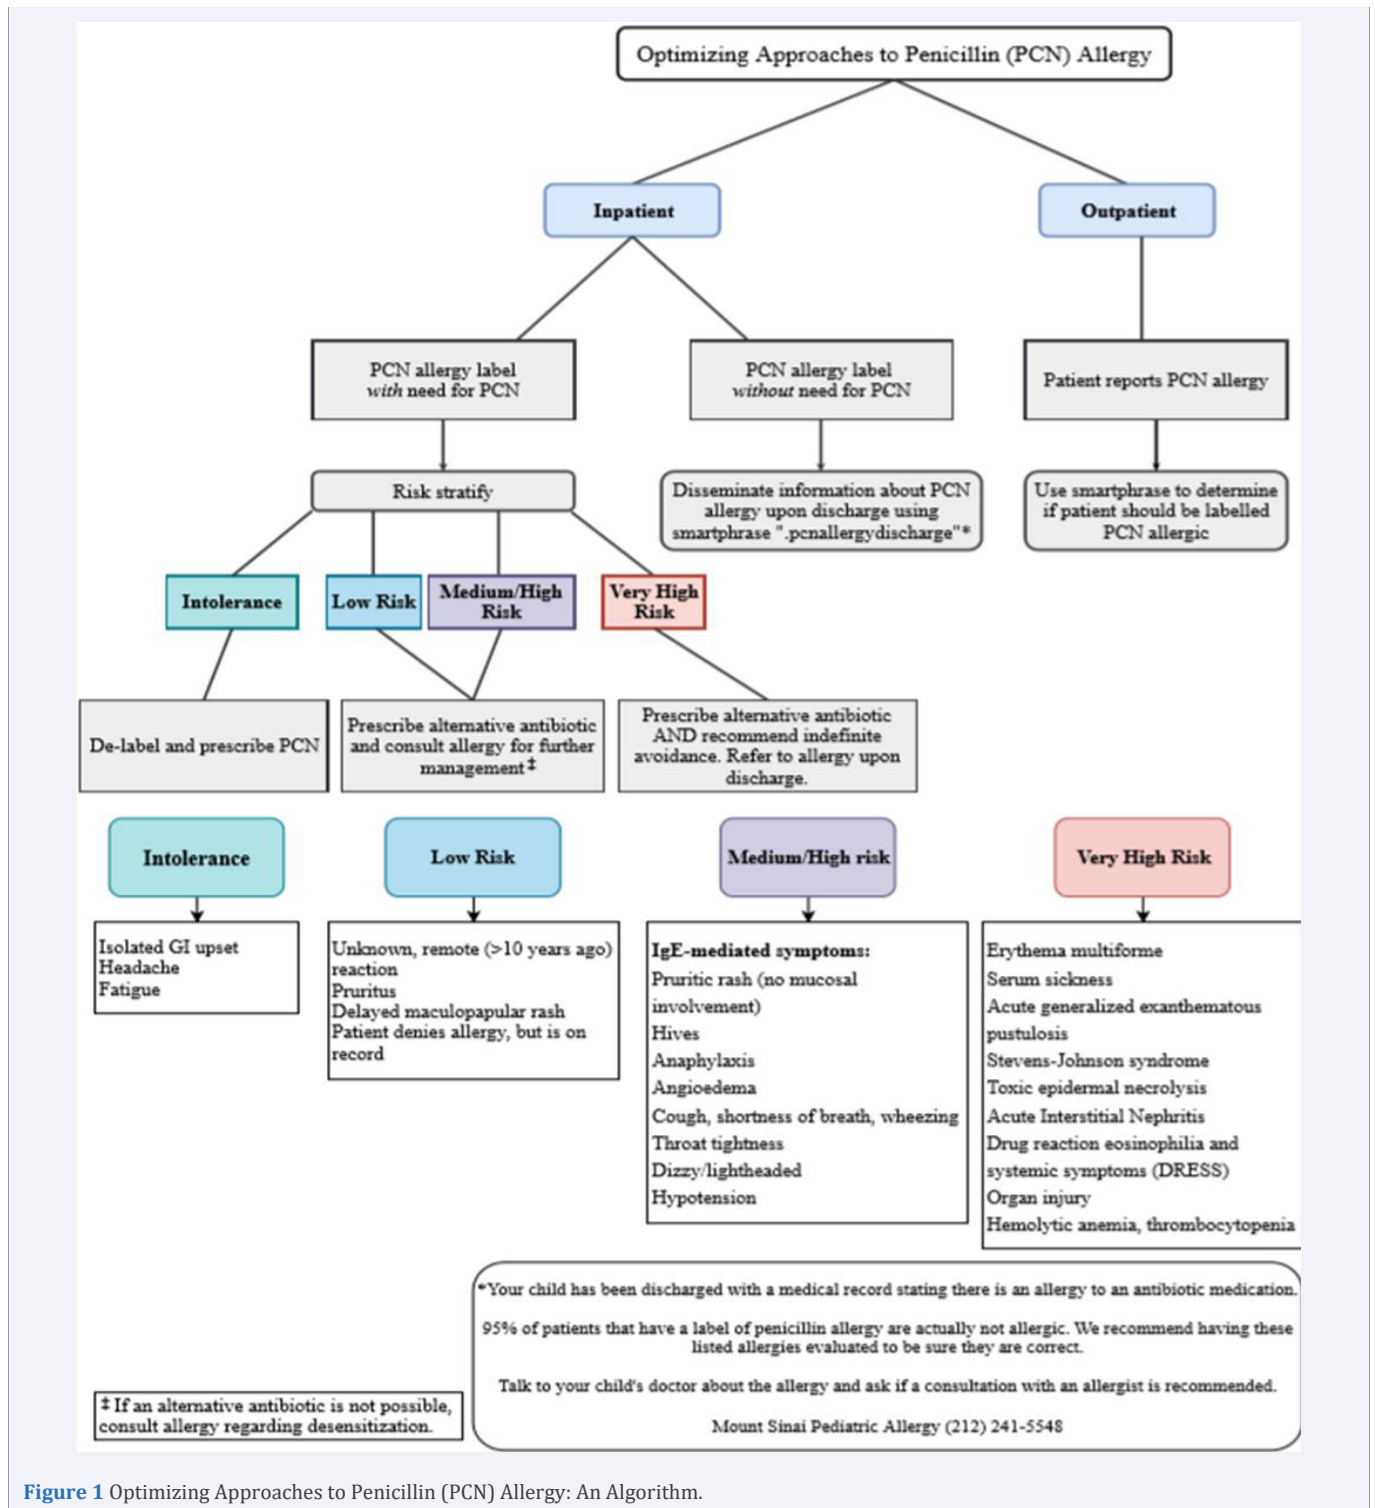 Optimizing Approaches to Penicillin (PCN) Allergy
Inpatient
Outpatient
PCN allergy label
with need for PCN
PCN allergy label
without need for PCN
Patient reports PCN allergy
Risk stratify
Disseminate information about PCN
allergy upon discharge using
smartphrase ".pcnallergydischarge"*
Use smartphrase to determine
if patient should be labelled
PCN allergic
Intolerance
Low Risk
Medium/High
Risk
Very High
Risk
De-label and prescribe PCN
Prescribe alternative antibiotic
and consult allergy for further
management‡
Prescribe alternative antibiotic
AND recommend indefinite
avoidance. Refer to allergy upon
discharge.
Intolerance
Low Risk
Medium/High risk
Very High Risk
Isolated GI upset
Headache
Fatigue
Unknown, remote (>10 years ago)
reaction
Pruritus
Delayed maculopapular rash
Patient denies allergy, but is on
record
IgE-mediated symptoms:
Pruritic rash (no mucosal
involvement)
Hives
Anaphylaxis
Angioedema
Cough, shortness of breath, wheezing
Throat tightness
Dizzy/lightheaded
Hypotension
Erythema multiforme
Serum sickness
Acute generalized exanthematous
pustulosis
Stevens-Johnson syndrome
Toxic epidermal necrolysis
Acute Interstitial Nephritis
Drug reaction eosinophilia and
systemic symptoms (DRESS)
Organ injury
Hemolytic anemia, thrombocytopenia
*Your child has been discharged with a medical record stating there is an allergy to an antibiotic medication.
95% of patients that have a label of penicillin allergy are actually not allergic. We recommend having these
listed allergies evaluated to be sure they are correct.
Talk to your child's doctor about the allergy and ask if a consultation with an allergist is recommended.
Mount Sinai Pediatric Allergy (212) 241-5548
‡ If an alternative antibiotic is not possible,
consult allergy regarding desensitization.
Figure 1 Optimizing Approaches to Penicillin (PCN) Allergy: An Algorithm.